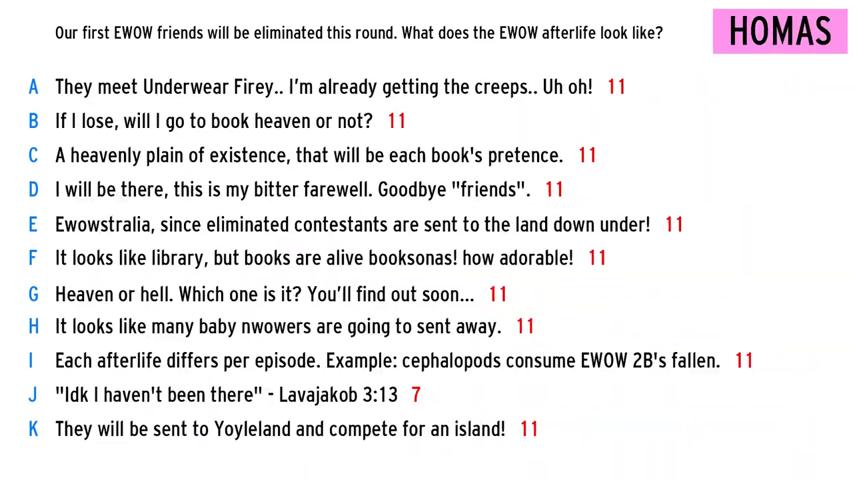 Our first EWOW friends will be eliminated this round. What does the EWOW afterlife look like?
HOMAS
A They meet Underwear Firey.. I'm already getting the creeps.. Uh oh! 11
B If I lose, will I go to book heaven or not? 11
C A heavenly plain of existence, that will be each book's pretence. 11
D I will be there, this is my bitter farewell. Goodbye "friends". 11
E Ewowstralia, since eliminated contestants are sent to the land down under! 11
F It looks like library, but books are alive booksonas! how adorable! 11
G Heaven or hell. Which one is it? You'll find out soon... 11
H It looks like many baby nwowers are going to sent away. 11
I Each afterlife differs per episode. Example: cephalopods consume EWOW 2B's fallen. 11
J "Idk I haven't been there" - Lavajakob 3:13 7
K They will be sent to Yoyleland and compete for an island! 11